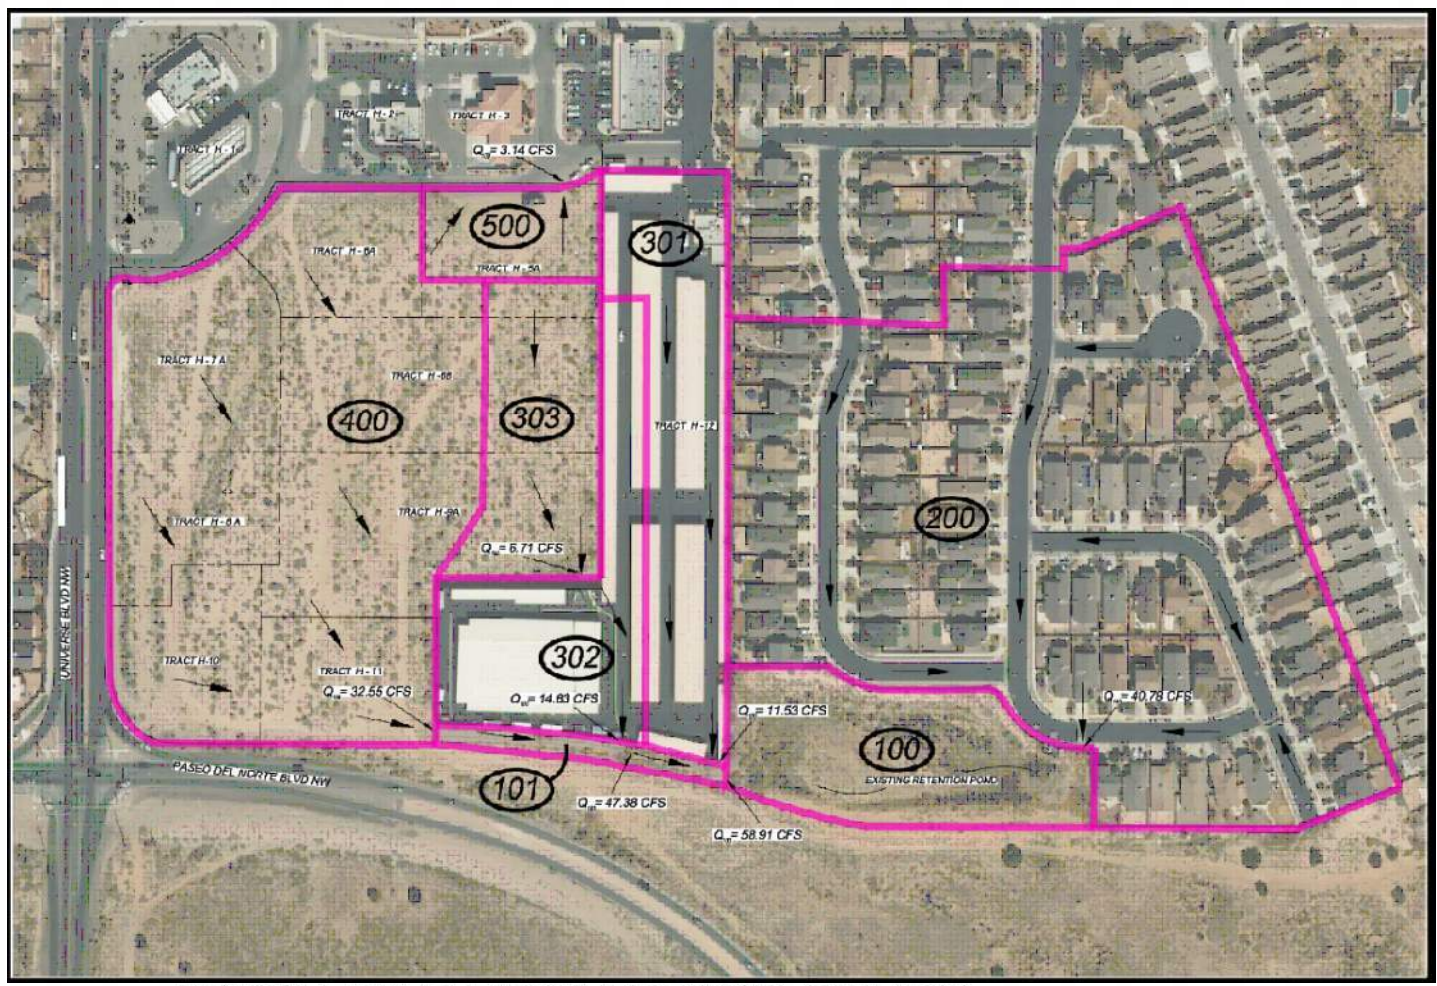 TRACT H - 2
TRACT H - 3
TRACT H - 1
Q = 3.14 CFS
500
301
TRACT H - 6A
TRACT H - 5A
TRACT H - 7 A
TRACT H -6B
400
303
TRACT H -12
TRACT H -9A
TRACT H - 8 A
200
Q = 6.71 CFS
UNIVERSE BLVD NW
302
TRACT H-10
TRACT H - 11
Q = 32.55 CFS
Q = 14.63 CFS
Q = 11.53 CFS
Q = 40.78 CFS
100
EXISTING RETENTION POND
PASEO DEL NORTE BLVD NW
101
Q = 47.38 CFS
Q = 58.91 CFS